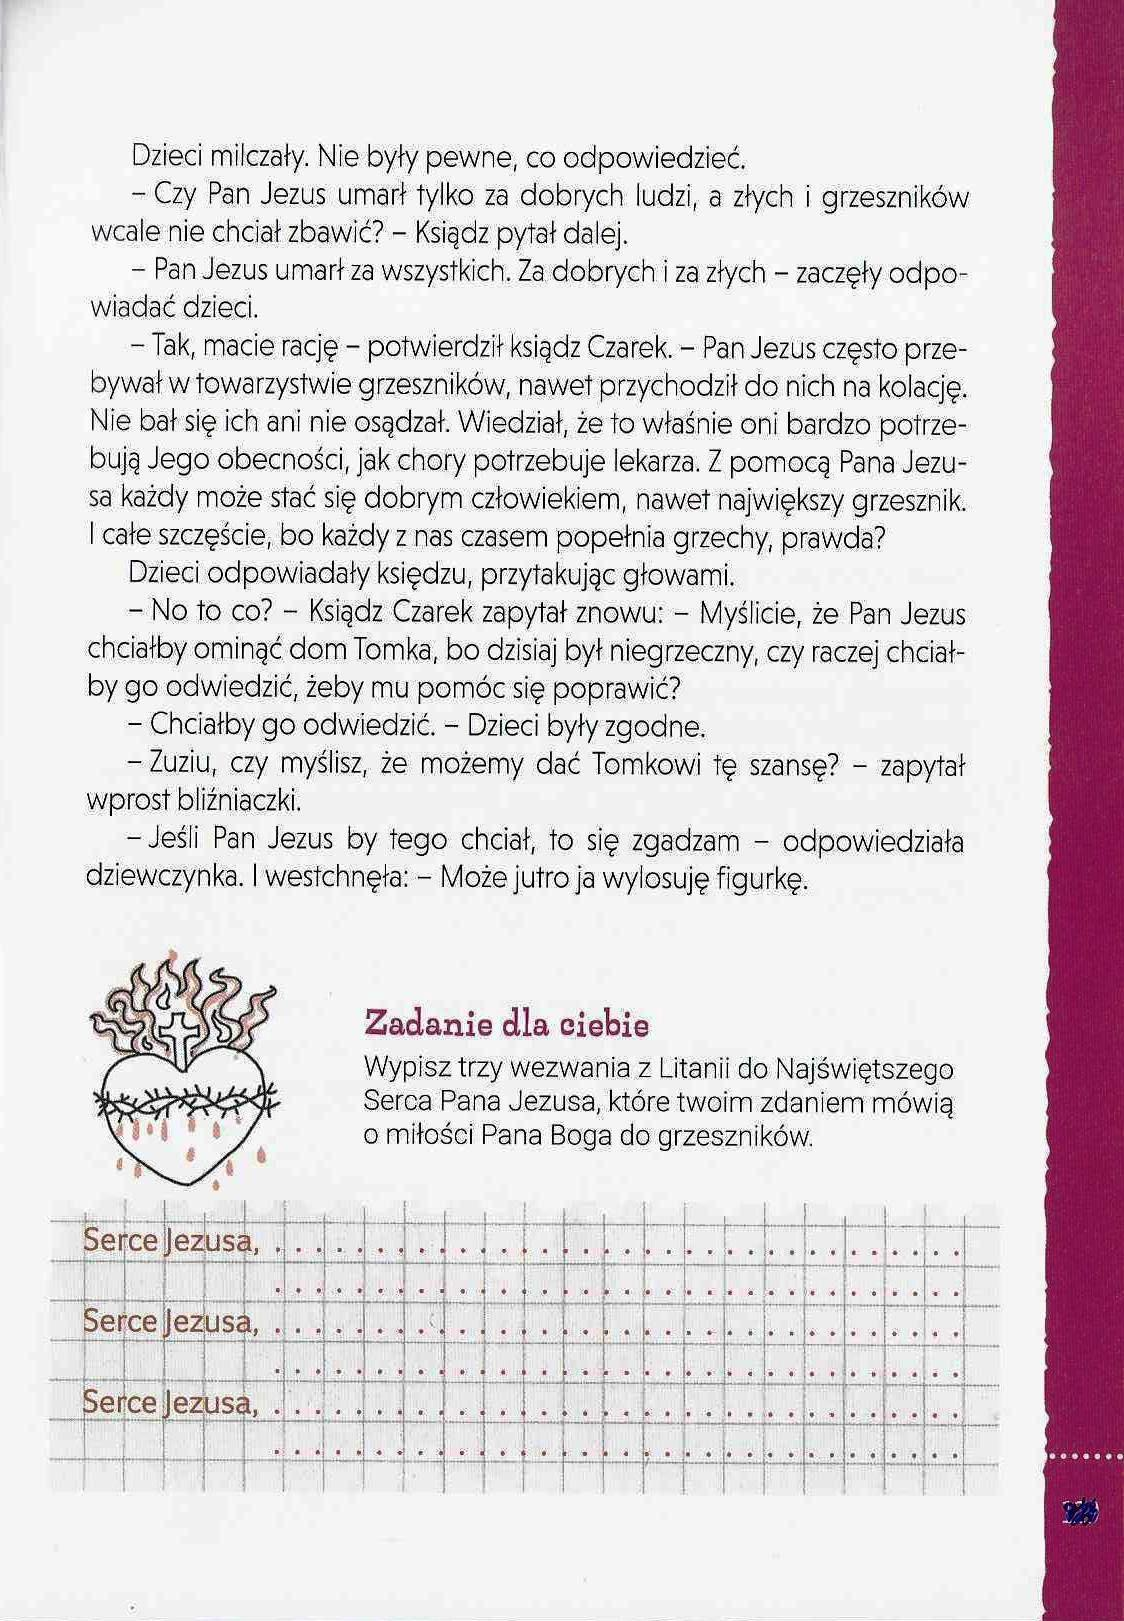 Dzieci milczały. Nie były pewne, co odpowiedzieć.
– Czy Pan Jezus umarł tylko za dobrych ludzi, a złych i grzeszników
wcale nie chciał zbawić? – Ksiądz pytał dalej.
– Pan Jezus umarł za wszystkich. Za dobrych i za złych – zaczęły odpo-
wiadać dzieci.
– Tak, macie rację – potwierdził ksiądz Czarek. – Pan Jezus często prze-
bywał w towarzystwie grzeszników, nawet przychodził do nich na kolację.
Nie bał się ich ani nie osądzał. Wiedział, że to właśnie oni bardzo potrze-
bują Jego obecności, jak chory potrzebuje lekarza. Z pomocą Pana Jezu-
sa każdy może stać się dobrym człowiekiem, nawet największy grzesznik.
I całe szczęście, bo każdy z nas czasem popełnia grzechy, prawda?
Dzieci odpowiadały księdzu, przytakując głowami.
– No to co? – Ksiądz Czarek zapytał znowu: – Myślicie, że Pan Jezus
chciałby ominąć dom Tomka, bo dzisiaj był niegrzeczny, czy raczej chciał-
by go odwiedzić, żeby mu pomóc się poprawić?
– Chciałby go odwiedzić. – Dzieci były zgodne.
– Zuziu, czy myślisz, że możemy dać Tomkowi tę szansę? – zapytał
wprost bliźniaczki.
– Jeśli Pan Jezus by tego chciał, to się zgadzam – odpowiedziała
dziewczynka. I westchnęła: – Może jutro ja wylosuję figurkę.
Zadanie dla ciebie
Wypisz trzy wezwania z Litanii do Najświętszego
Serca Pana Jezusa, które twoim zdaniem mówią
o miłości Pana Boga do grzeszników.
Serce Jezusa,
Serce Jezusa,
Serce Jezusa,